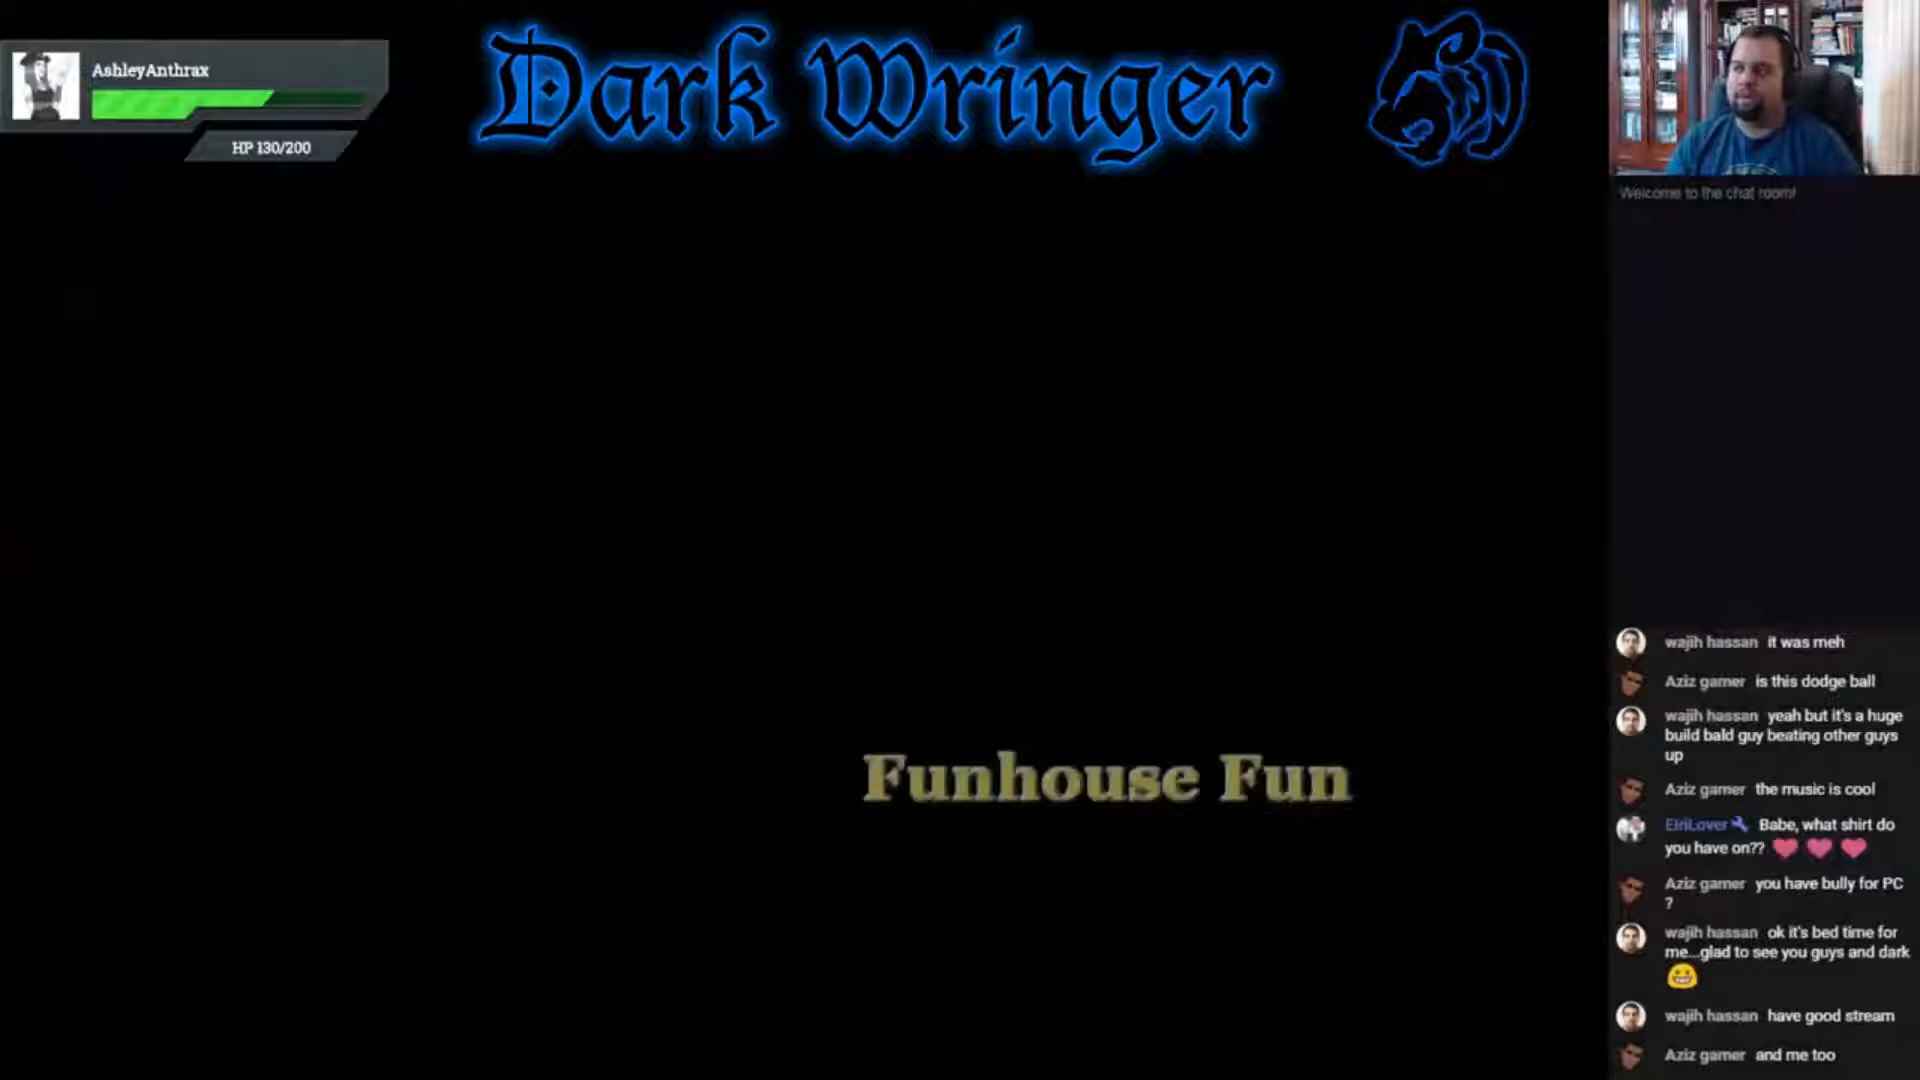 AshleyAnthrax
HP 130/200
Dark Wringer
Welcome to the chat room!
Funhouse Fun
wajih hassan it was meh
Aziz gamer is this dodge ball
wajih hassan yeah but it's a huge
build bald guy beating other guys
up
Aziz gamer the music is cool
EiriLover Babe, what shirt do
you have on??
Aziz gamer you have bully for PC
?
wajih hassan ok it's bed time for
me...glad to see you guys and dark
wajih hassan have good stream
Aziz gamer and me too